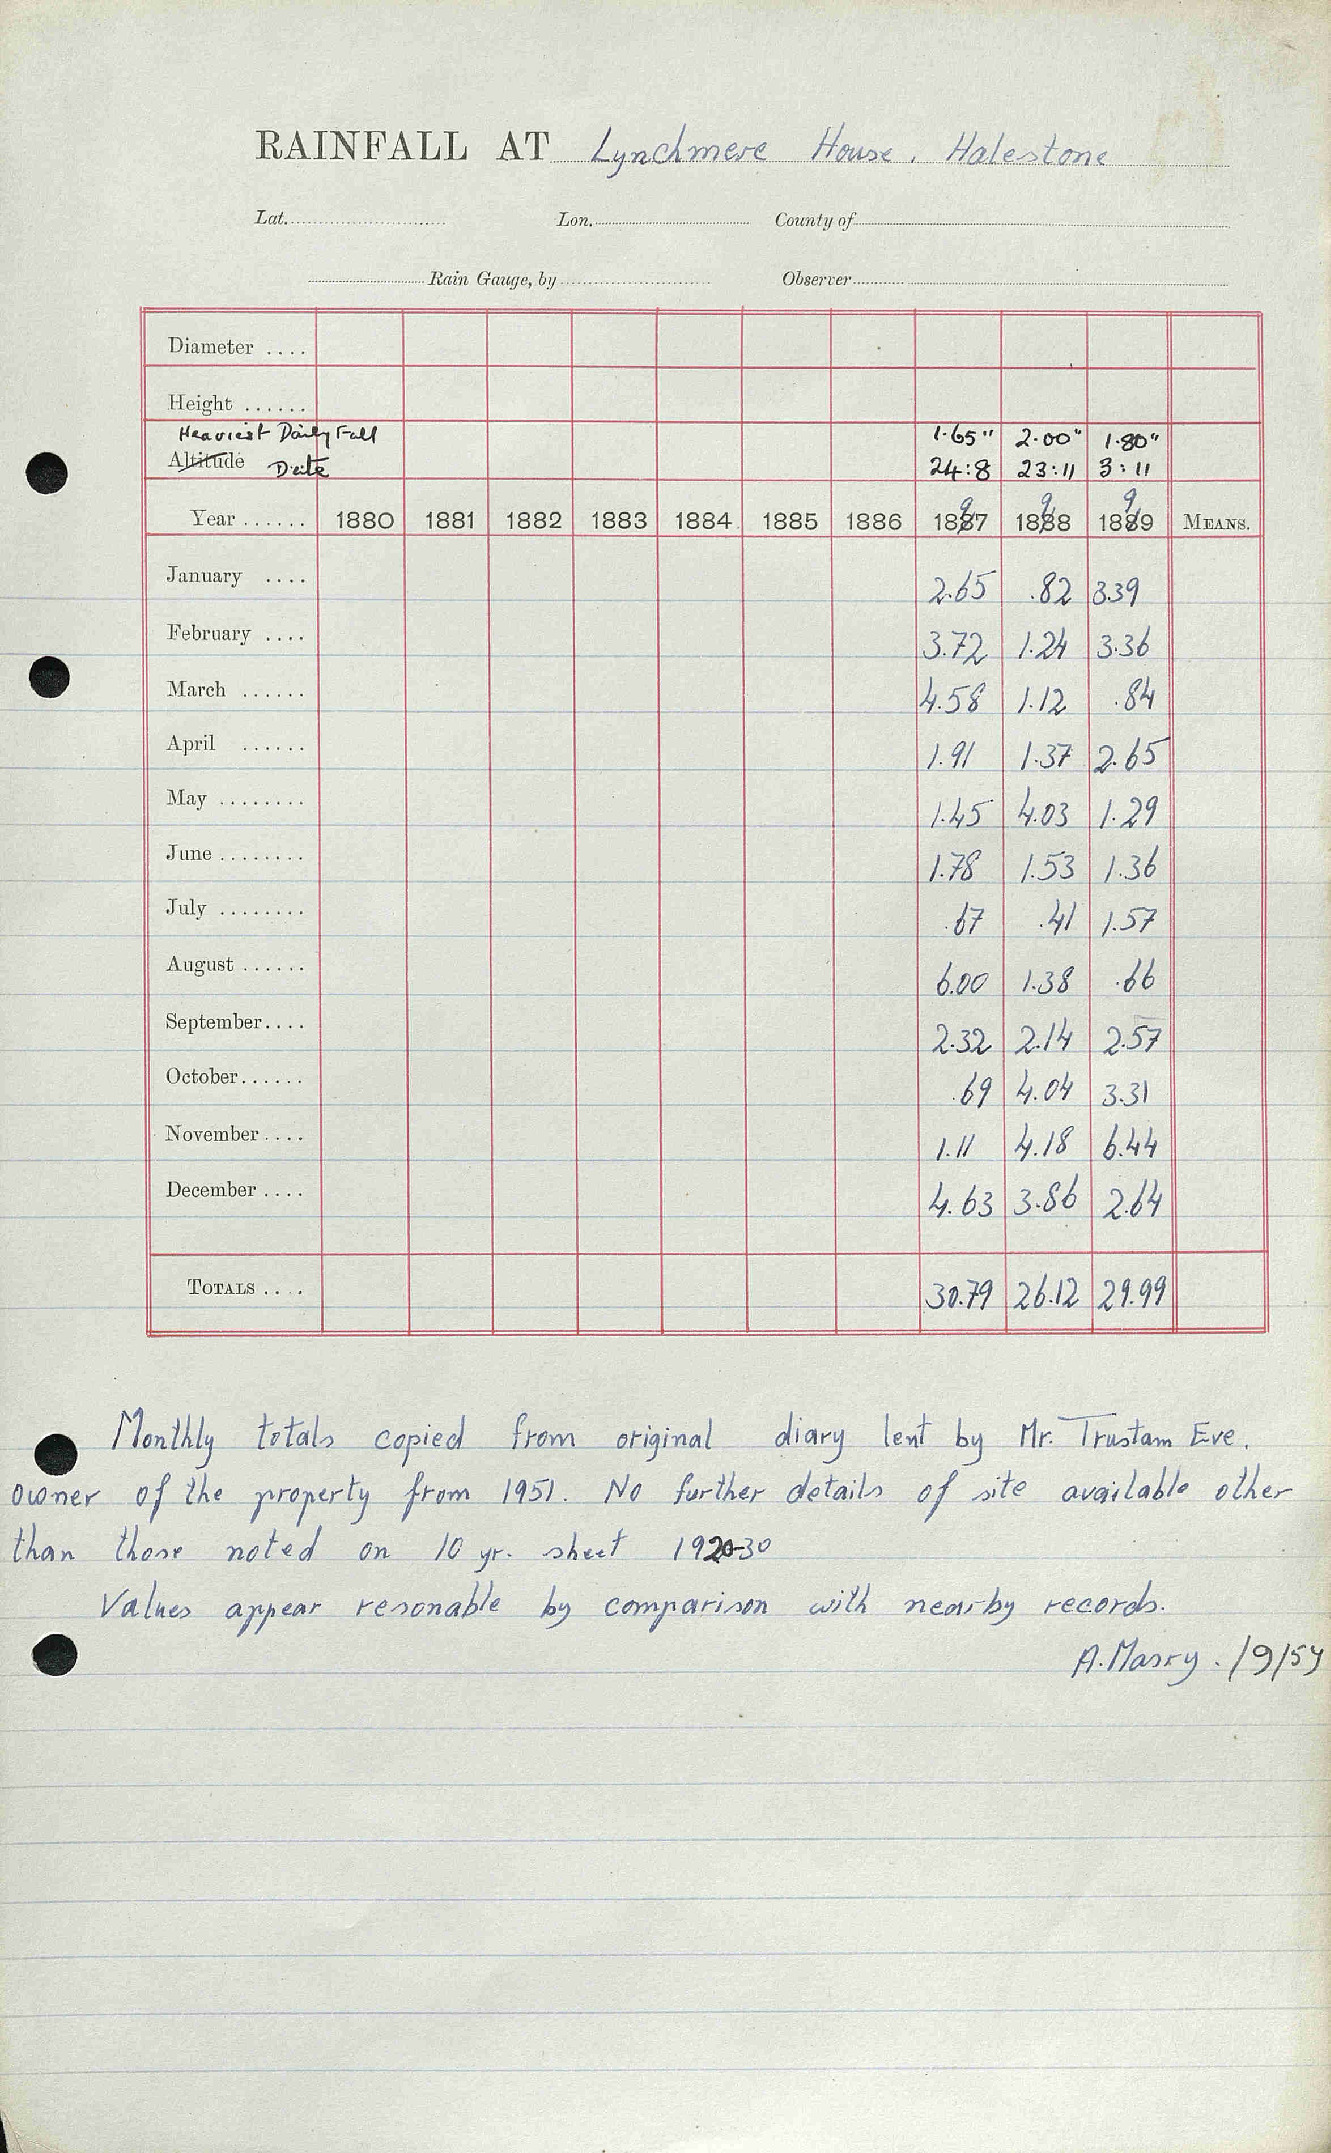 RAINFALL AT Lynchmere House. Halestone
Lat. Lon. County of
Rain Gauge, by Observer
Diameter ....
Height ......
Heaviest Daily Fall 1.65" 2.00" 1.80"
Altitude Date 24:8 23:11 3:11
9 9 9
Year ...... 1880 1881 1882 1883 1884 1885 1886 1887 1888 1889 MEANS.
January .... 2.65 .82 3.39
February .... 3.72 1.24 3.36
March ...... 4.58 1.12 .84
April ...... 1.91 1.37 2.65
May ........ 1.45 4.03 1.29
June ........ 1.78 1.53 1.36
July ........ .67 .41 1.57
August ...... 6.00 1.38 .66
September.... 2.32 2.14 2.57
October...... .69 4.04 3.31
November .... 1.11 4.18 6.44
December .... 4.63 3.86 2.64
TOTALS .... 30.79 26.12 29.99
Monthly totals copied from original diary lent by Mr. Trustam Eve.
owner of the property from 1951. No further details of site available other
than those noted on 10 yr. sheet 1920-30
Values appear resonable by comparison with nearby records.
A.